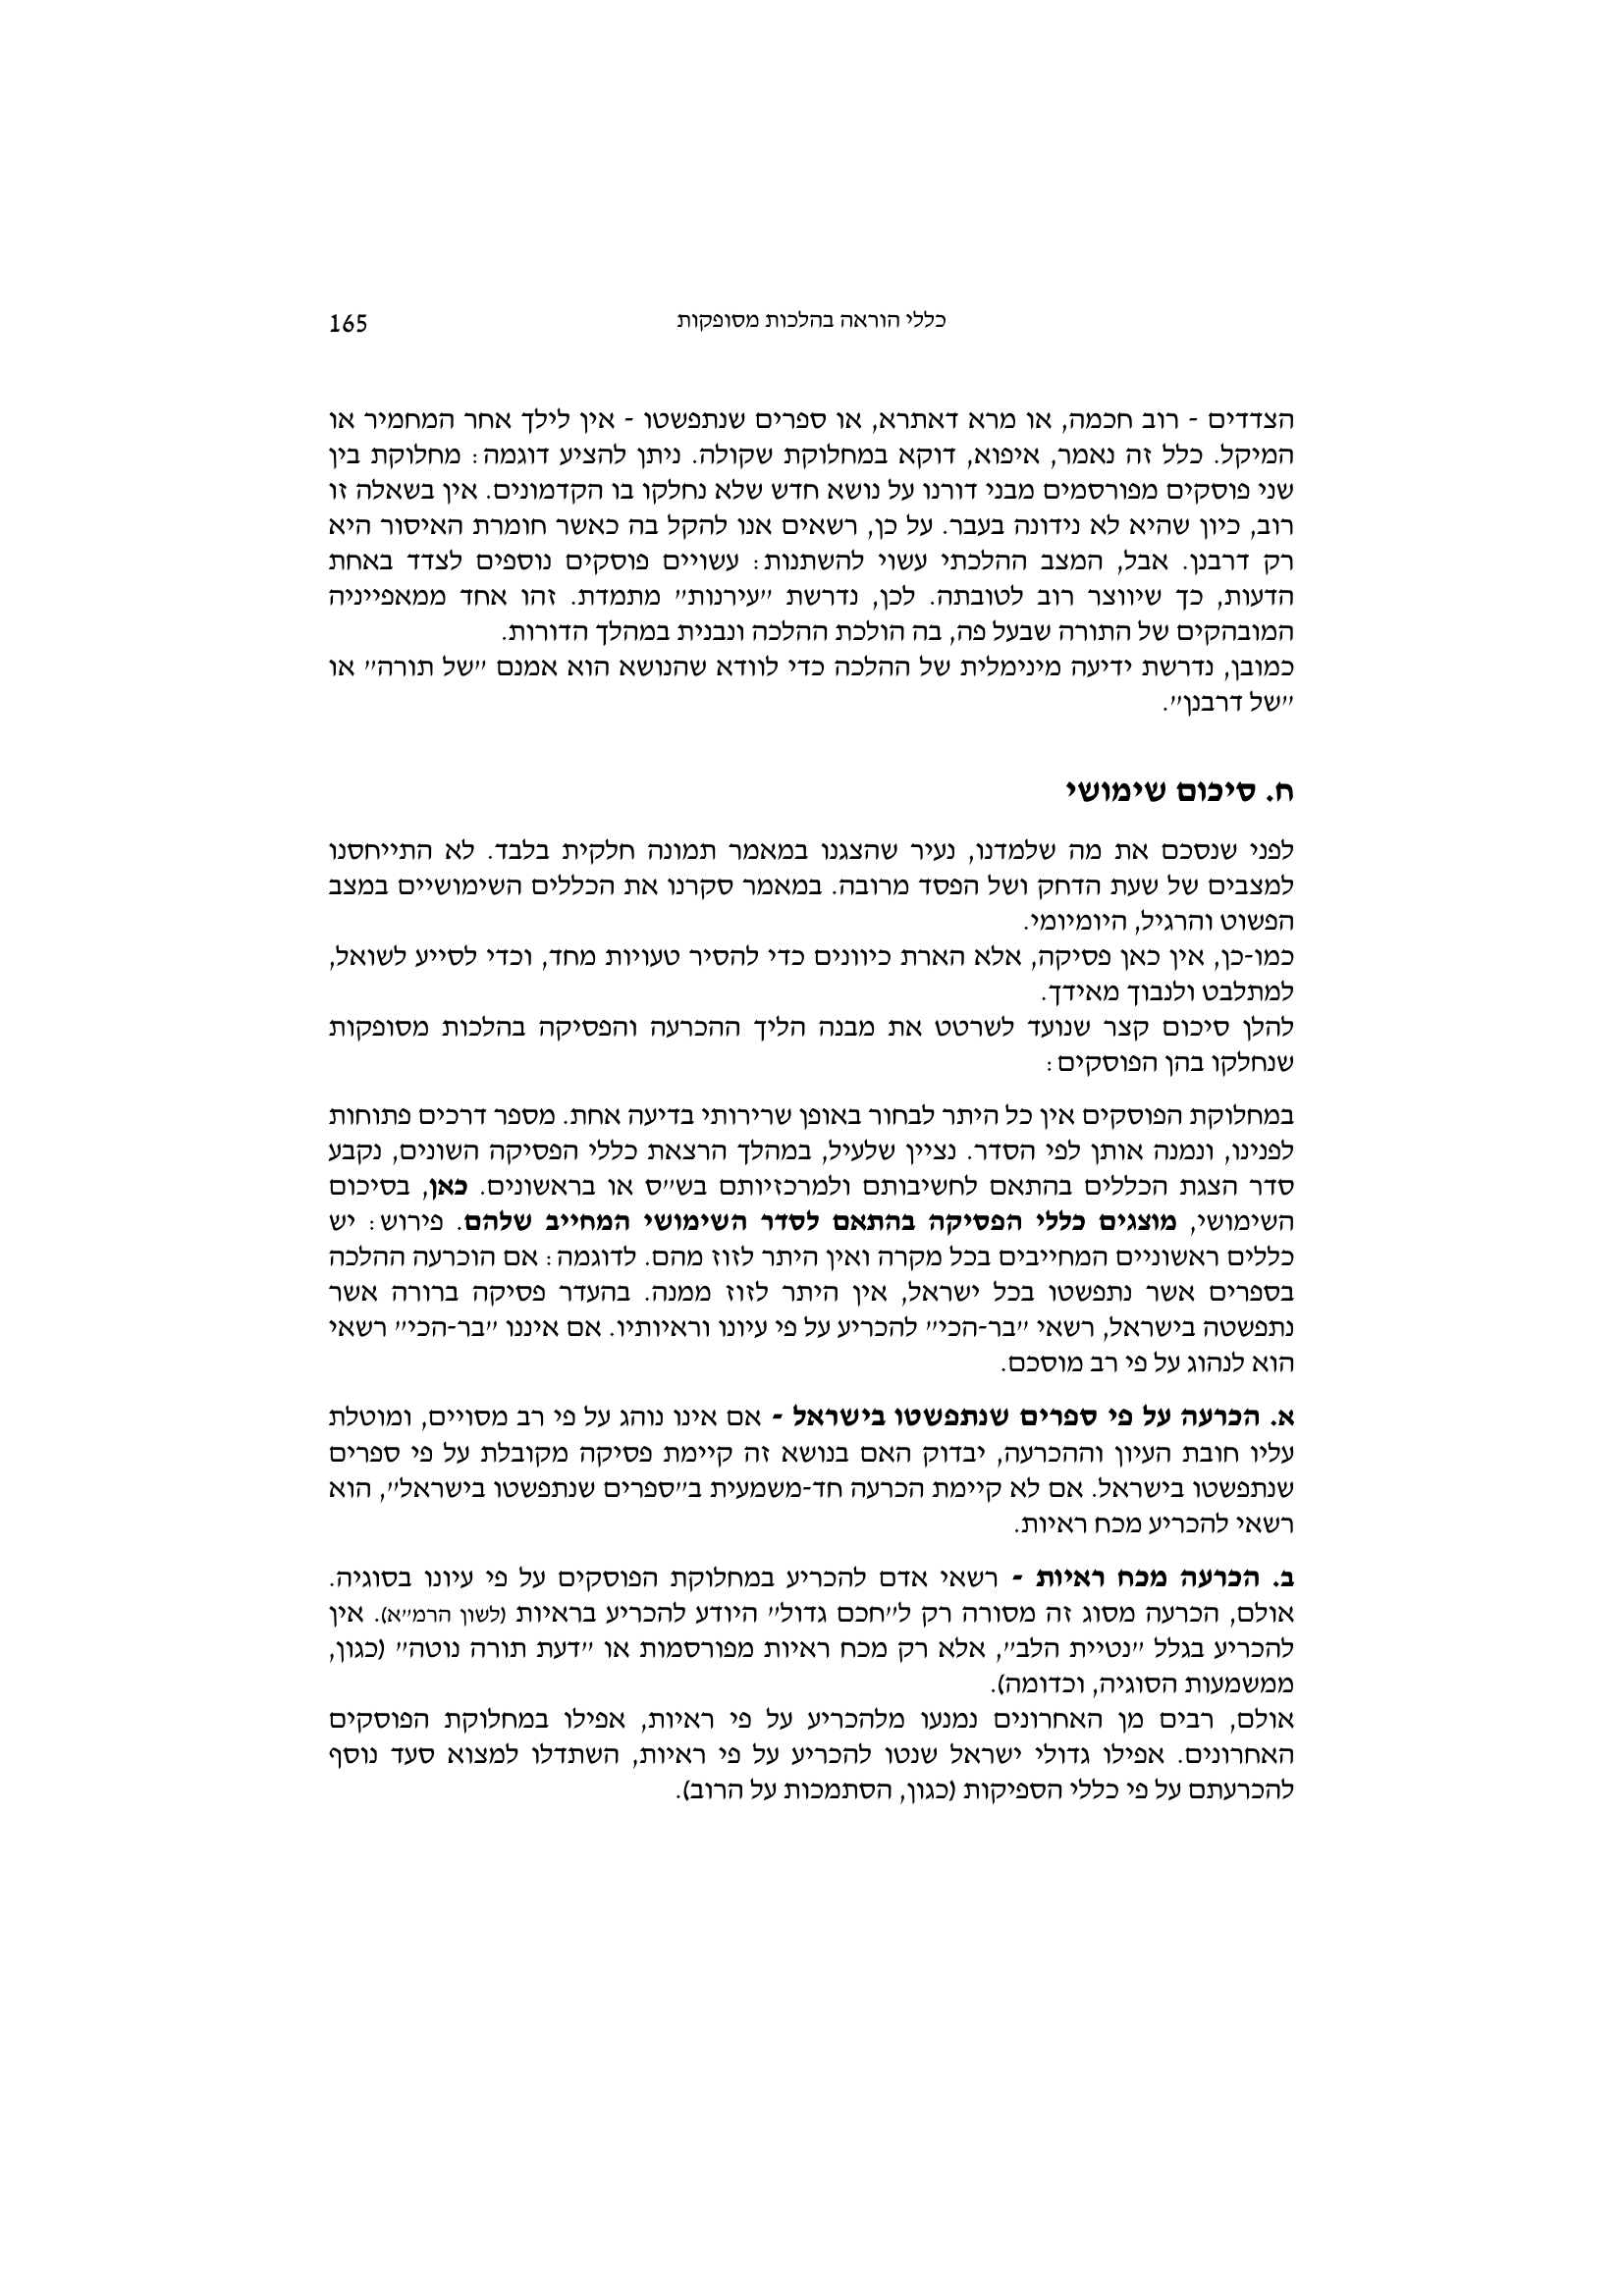 כללי הוראה בהלכות מסופקות
165
הצדדים - רוב חכמה, או מרא דאתרא, או ספרים שנתפשטו - אין לילך אחר המחמיר או
המיקל. כלל זה נאמר, איפוא, דוקא במחלוקת שקולה. ניתן להציע דוגמה: מחלוקת בין
שני פוסקים מפורסמים מבני דורנו על נושא חדש שלא נחלקו בו הקדמונים. אין בשאלה זו
רוב, כיון שהיא לא נידונה בעבר. על כן, רשאים אנו להקל בה כאשר חומרת האיסור היא
רק דרבנן. אבל, המצב ההלכתי עשוי להשתנות: עשויים פוסקים נוספים לצדד באחת
הדעות, כך שיווצר רוב לטובתה. לכן, נדרשת "עירנות" מתמדת. זהו אחד ממאפייניה
המובהקים של התורה שבעל פה, בה הולכת ההלכה ונבנית במהלך הדורות.
כמובן, נדרשת ידיעה מינימלית של ההלכה כדי לוודא שהנושא הוא אמנם "של תורה" או
"של דרבנן".
ח. סיכום שימושי
לפני שנסכם את מה שלמדנו, נעיר שהצגנו במאמר תמונה חלקית בלבד. לא התייחסנו
למצבים של שעת הדחק ושל הפסד מרובה. במאמר סקרנו את הכללים השימושיים במצב
הפשוט והרגיל, היומיומי.
כמו-כן, אין כאן פסיקה, אלא הארת כיוונים כדי להסיר טעויות מחד, וכדי לסייע לשואל,
למתלבט ולנבוך מאידך.
להלן סיכום קצר שנועד לשרטט את מבנה הליך ההכרעה והפסיקה בהלכות מסופקות
שנחלקו בהן הפוסקים:
במחלוקת הפוסקים אין כל היתר לבחור באופן שרירותי בדיעה אחת. מספר דרכים פתוחות
לפנינו, ונמנה אותן לפי הסדר. נציין שלעיל, במהלך הרצאת כללי הפסיקה השונים, נקבע
סדר הצגת הכללים בהתאם לחשיבותם ולמרכזיותם בש"ס או בראשונים. כאן, בסיכום
השימושי, מוצגים כללי הפסיקה בהתאם לסדר השימושי המחייב שלהם. פירוש: יש
כללים ראשוניים המחייבים בכל מקרה ואין היתר לזוז מהם. לדוגמה: אם הוכרעה ההלכה
בספרים אשר נתפשטו בכל ישראל, אין היתר לזוז ממנה. בהעדר פסיקה ברורה אשר
נתפשטה בישראל, רשאי "בר-הכי" להכריע על פי עיונו וראיותיו. אם איננו "בר-הכי" רשאי
הוא לנהוג על פי רב מוסכם.
א. הכרעה על פי ספרים שנתפשטו בישראל - אם אינו נוהג על פי רב מסויים, ומוטלת
עליו חובת העיון וההכרעה, יבדוק האם בנושא זה קיימת פסיקה מקובלת על פי ספרים
שנתפשטו בישראל. אם לא קיימת הכרעה חד-משמעית ב"ספרים שנתפשטו בישראל", הוא
רשאי להכריע מכח ראיות.
ב. הכרעה מכח ראיות - רשאי אדם להכריע במחלוקת הפוסקים על פי עיונו בסוגיה.
אולם, הכרעה מסוג זה מסורה רק ל"חכם גדול" היודע להכריע בראיות (לשון הרמ"א). אין
להכריע בגלל "נטיית הלב", אלא רק מכח ראיות מפורסמות או "דעת תורה נוטה" (כגון,
ממשמעות הסוגיה, וכדומה).
אולם, רבים מן האחרונים נמנעו מלהכריע על פי ראיות, אפילו במחלוקת הפוסקים
האחרונים. אפילו גדולי ישראל שנטו להכריע על פי ראיות, השתדלו למצוא סעד נוסף
להכרעתם על פי כללי הספיקות (כגון, הסתמכות על הרוב).